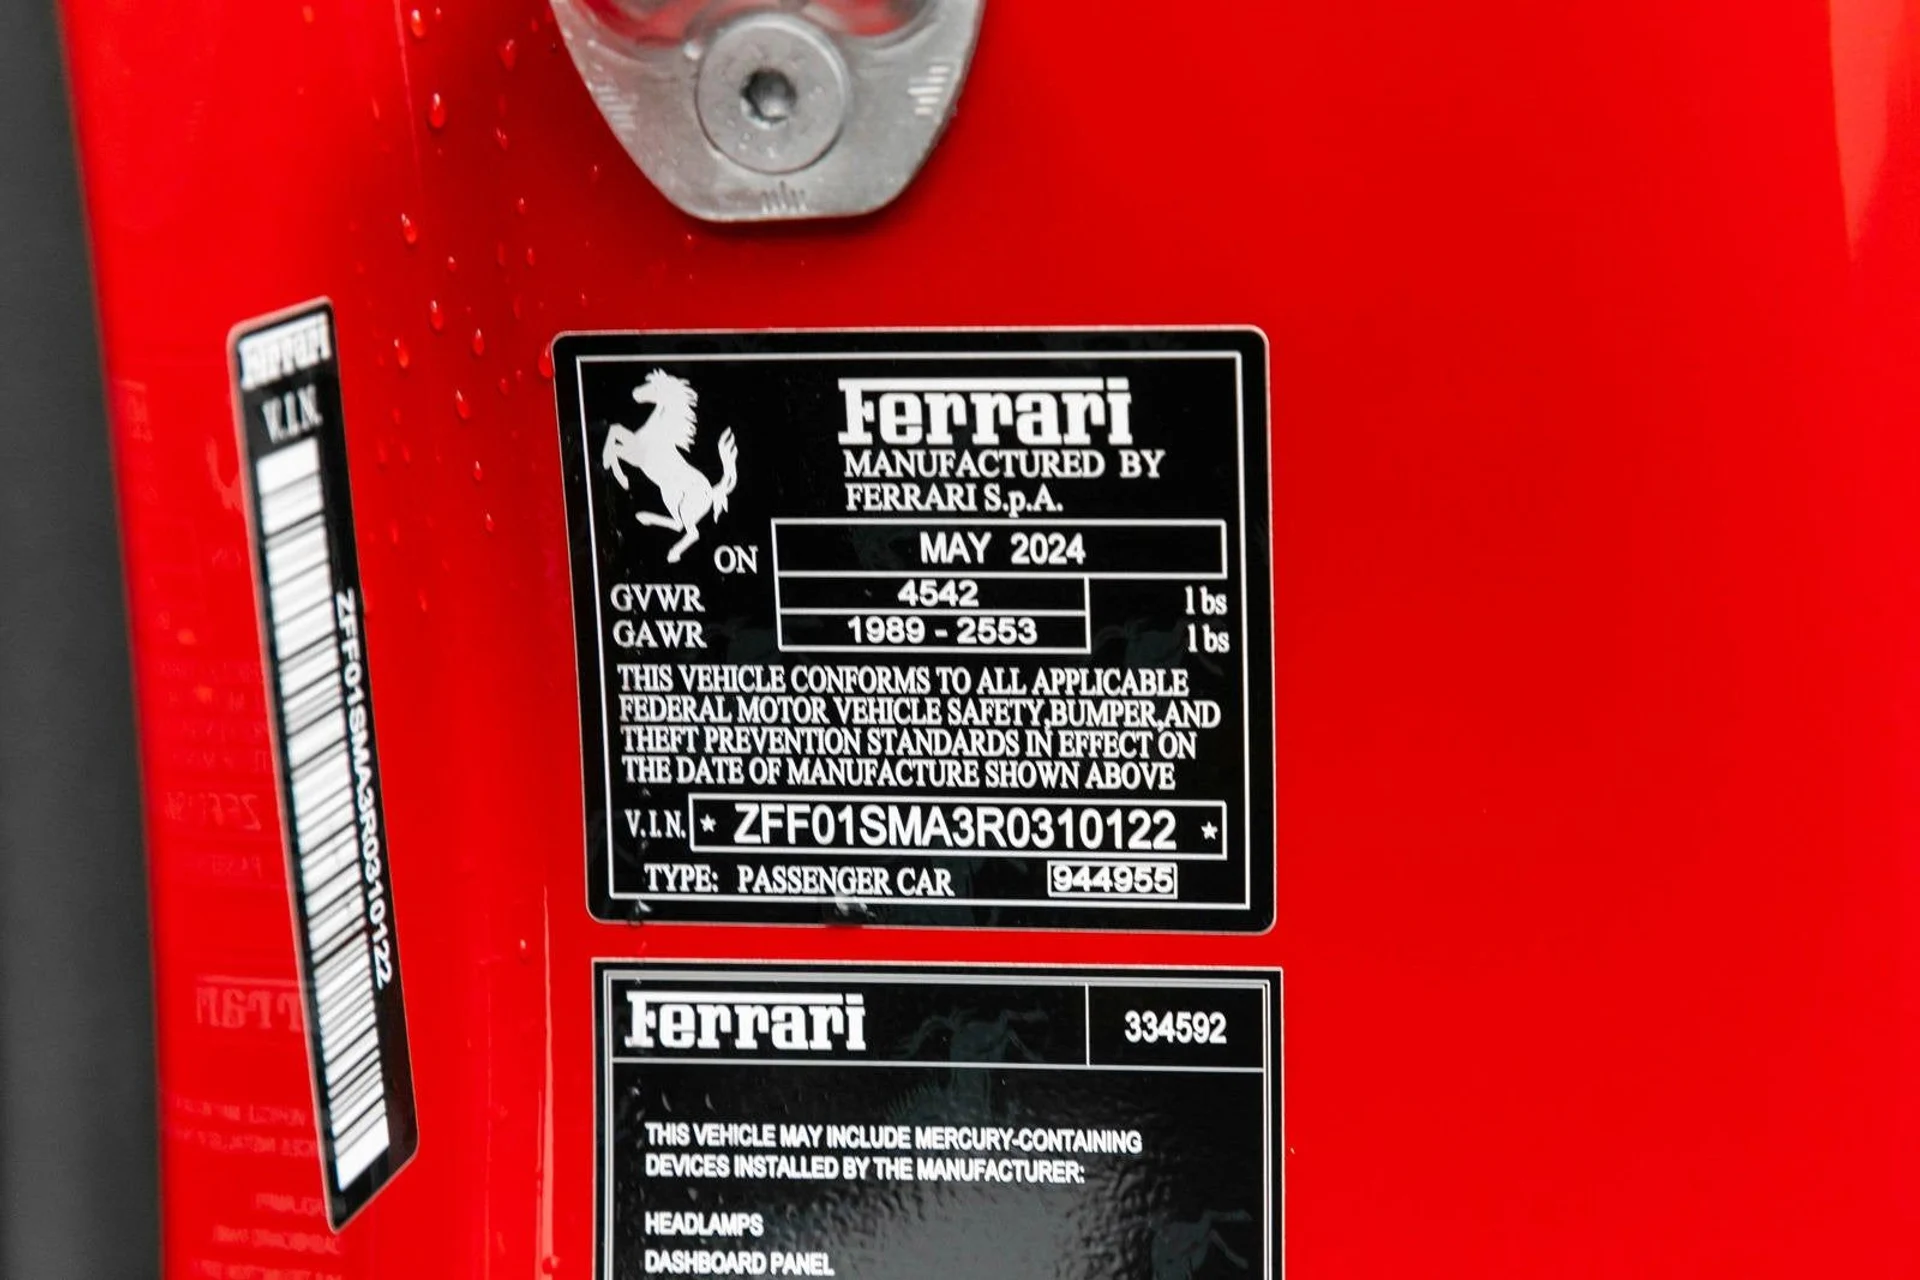 Ferrari
V.I.N.
ZFF01SMA3R0310122
Ferrari
MANUFACTURED BY
FERRARI S.p.A.
ON MAY 2024
GVWR 4542 lbs
GAWR 1989 - 2553 lbs
THIS VEHICLE CONFORMS TO ALL APPLICABLE
FEDERAL MOTOR VEHICLE SAFETY,BUMPER,AND
THEFT PREVENTION STANDARDS IN EFFECT ON
THE DATE OF MANUFACTURE SHOWN ABOVE
V.I.N. * ZFF01SMA3R0310122 *
TYPE: PASSENGER CAR 944955
Ferrari 334592
THIS VEHICLE MAY INCLUDE MERCURY-CONTAINING
DEVICES INSTALLED BY THE MANUFACTURER:
HEADLAMPS
DASHBOARD PANEL